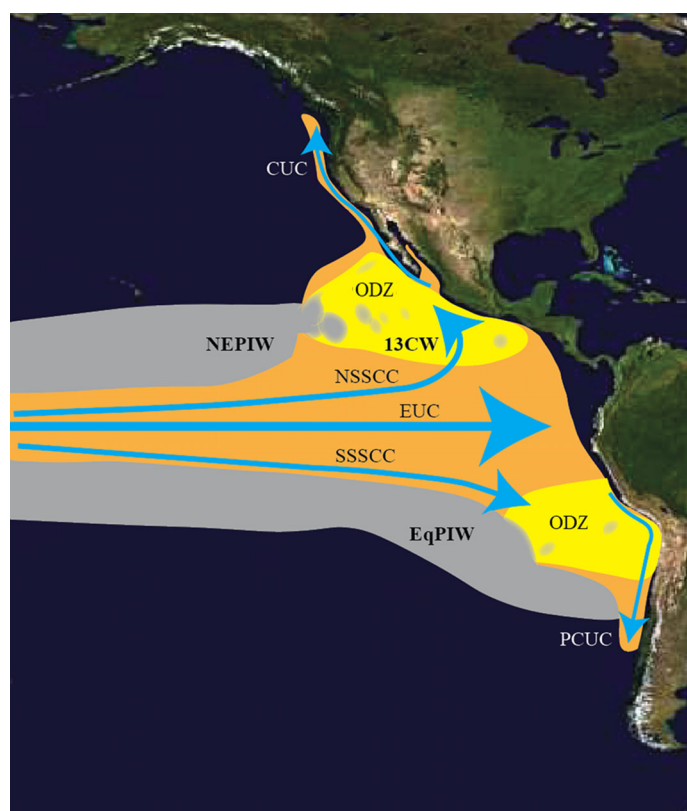 CUC
ODZ
NEPIW
13CW
NSSCC
EUC
SSSCC
ODZ
EqPIW
PCUC